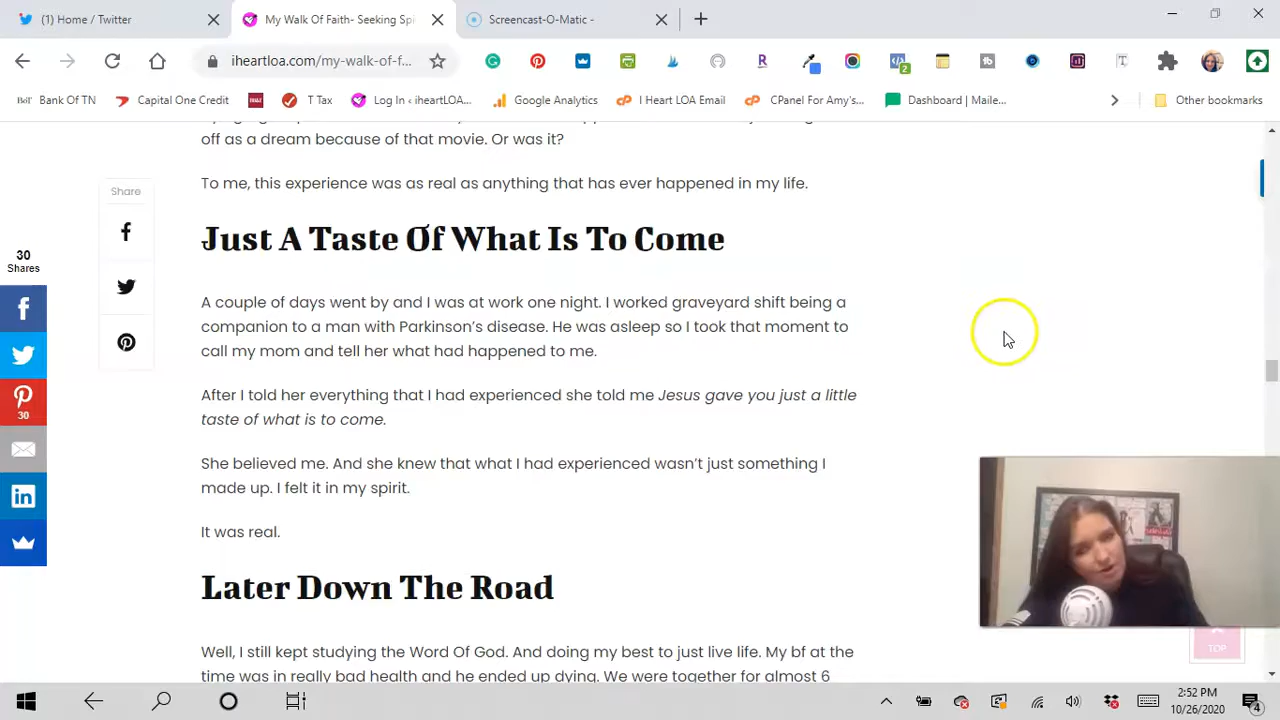 (1) Home / Twitter
My Walk Of Faith- Seeking Spi
Screencast-O-Matic -
iheartloa.com/my-walk-of-f...
2
Bank Of TN
Capital One Credit
T Tax
Log In ‹ iheartLOA...
Google Analytics
I Heart LOA Email
CPanel For Amy's...
Dashboard | Maile...
Other bookmarks
off as a dream because of that movie. Or was it?
To me, this experience was as real as anything that has ever happened in my life.
Share
Just A Taste Of What Is To Come
30
Shares
A couple of days went by and I was at work one night. I worked graveyard shift being a
companion to a man with Parkinson's disease. He was asleep so I took that moment to
call my mom and tell her what had happened to me.
After I told her everything that I had experienced she told me Jesus gave you just a little
taste of what is to come.
30
She believed me. And she knew that what I had experienced wasn't just something I
made up. I felt it in my spirit.
It was real.
Later Down The Road
Well, I still kept studying the Word Of God. And doing my best to just live life. My bf at the
time was in really bad health and he ended up dying. We were together for almost 6
TOP
2:52 PM
10/26/2020
4